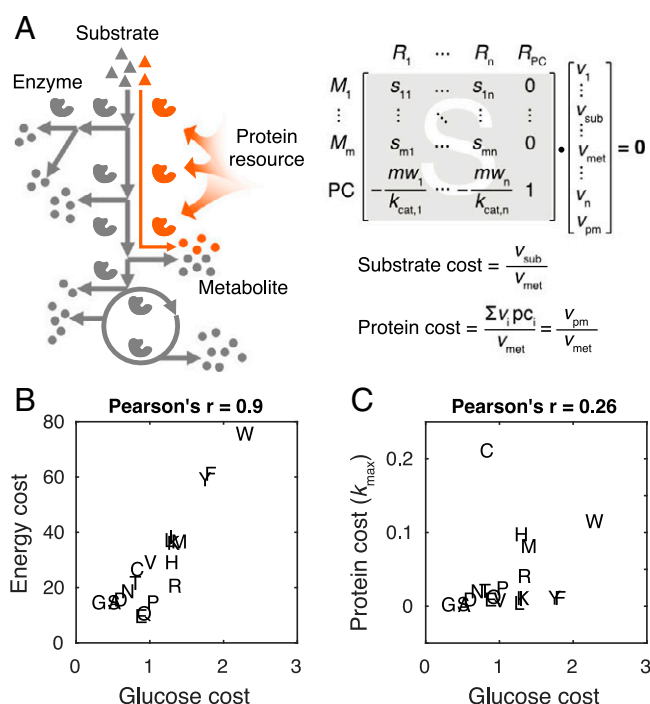 A
Substrate
Enzyme
Protein
resource
Metabolite
R1 ⋯ Rn RPC
M1 s11 ⋯ s1n 0
⋮ ⋮ ⋱ ⋮ ⋮
Mm sm1 ⋯ smn 0
PC −mw1/kcat,1 ⋯ −mwn/kcat,n 1
S
• v1 ⋮ vsub ⋮ vmet ⋮ vn vpm = 0
Substrate cost = vsub/vmet
Protein cost = Σvi pci/vmet = vpm/vmet
B
Pearson's r = 0.9
Energy cost
80
60
40
20
0
W
F
Y
M
C V H
T
N R
G A S D P
E Q
0 1 2 3
Glucose cost
C
Pearson's r = 0.26
Protein cost (kmax)
0.2
0.1
0
C
W
H
M
R
G S D N T Q P V L K Y F
0 1 2 3
Glucose cost